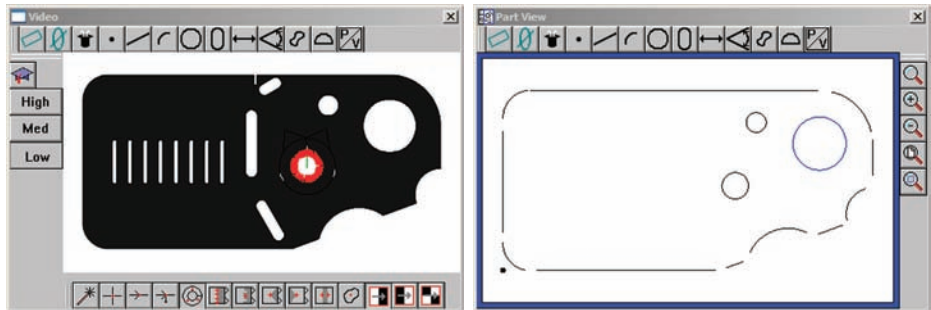 Video
Part View
P/V
P/V
High
Med
Low